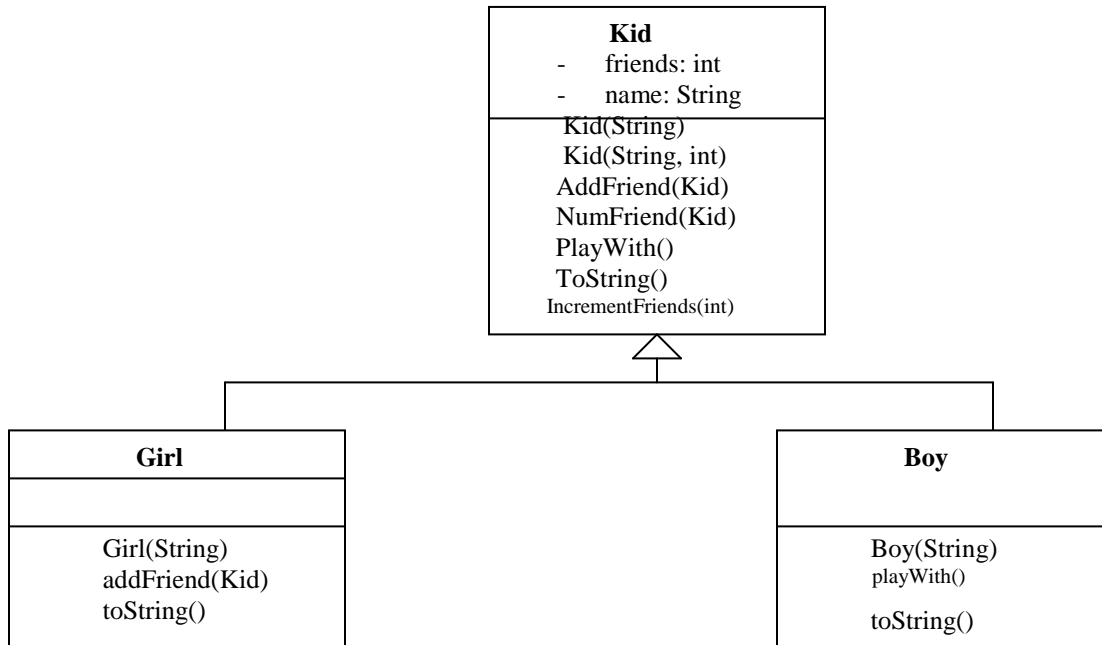 Kid
- friends: int
- name: String
Kid(String)
Kid(String, int)
AddFriend(Kid)
NumFriend(Kid)
PlayWith()
ToString()
IncrementFriends(int)
Girl
Girl(String)
addFriend(Kid)
toString()
Boy
Boy(String)
playWith()
toString()